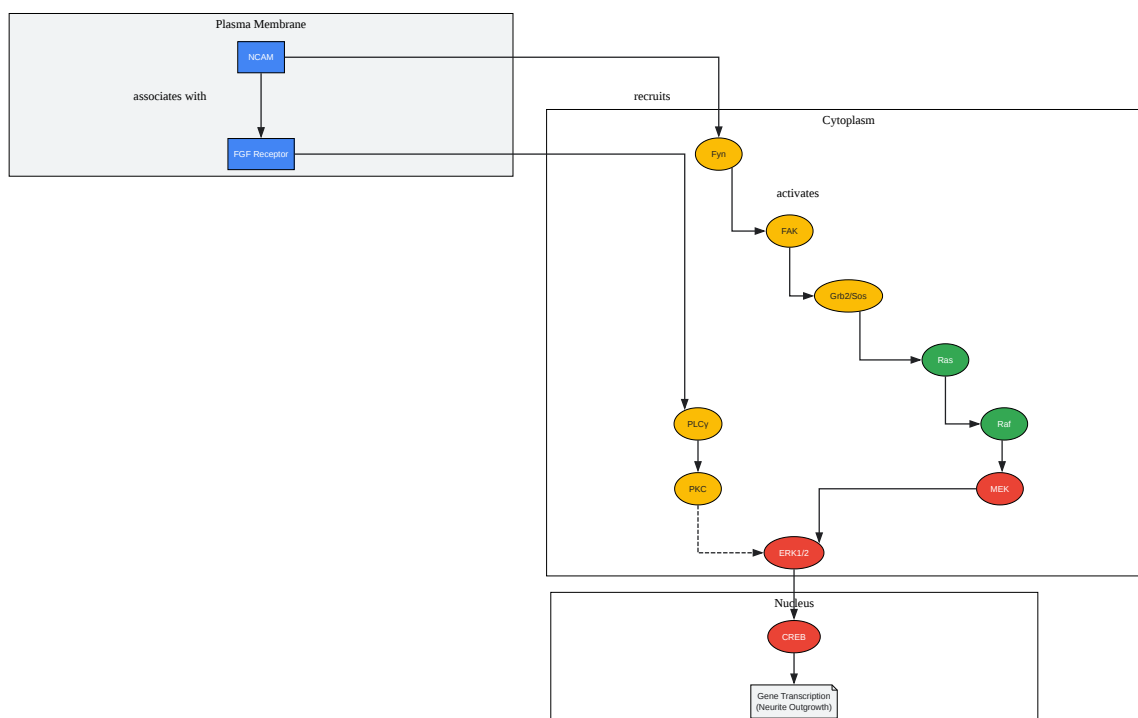 Plasma Membrane
NCAM
associates with
recruits
Cytoplasm
FGF Receptor
Fyn
activates
FAK
Grb2/Sos
Ras
PLCγ
Raf
PKC
MEK
ERK1/2
Nucleus
CREB
Gene Transcription
(Neurite Outgrowth)